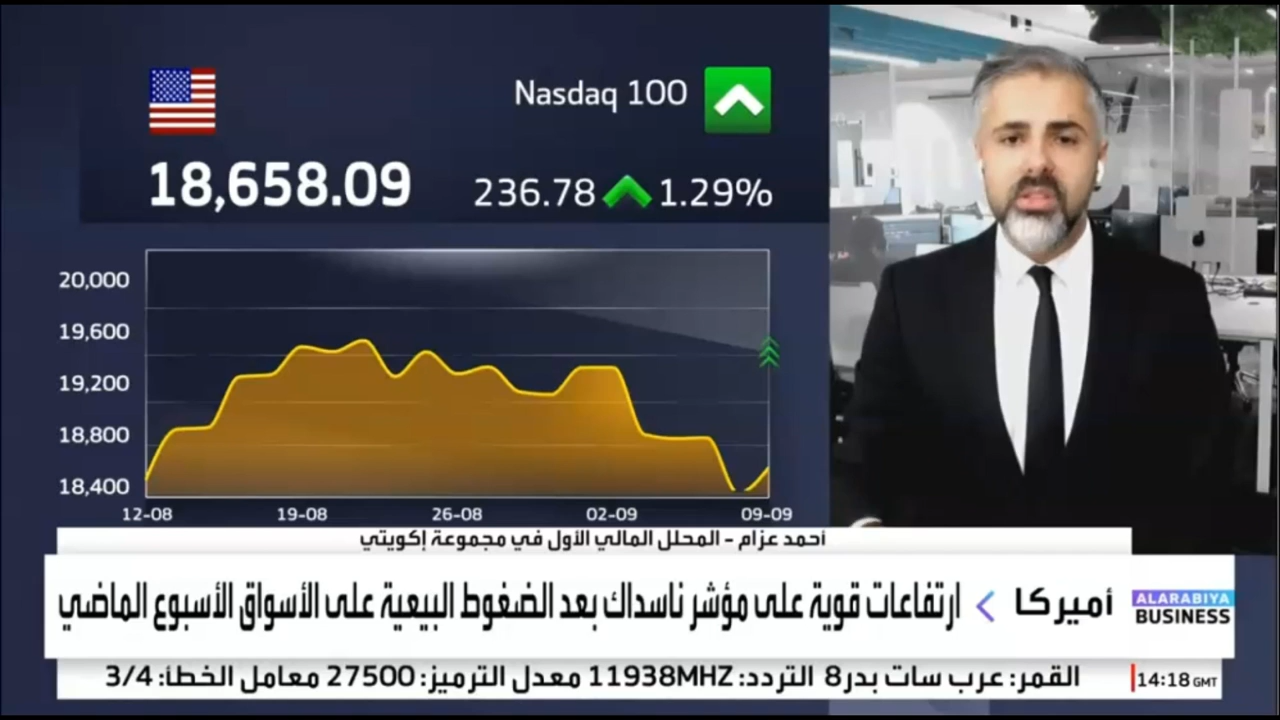 Nasdaq 100
18,658.09
236.78 1.29%
20,000
19,600
19,200
18,800
18,400
12-08 19-08 26-08 02-09 09-09
أحمد عزام - المحلل المالي الأول في مجموعة إكويتي
أميركا
ارتفاعات قوية على مؤشر ناسداك بعد الضغوط البيعية على الأسواق الأسبوع الماضي
ALARABIYA
BUSINESS
القمر: عرب سات بدر8 التردد: 11938MHZ معدل الترميز: 27500 معامل الخطأ: 3/4
14:18 GMT